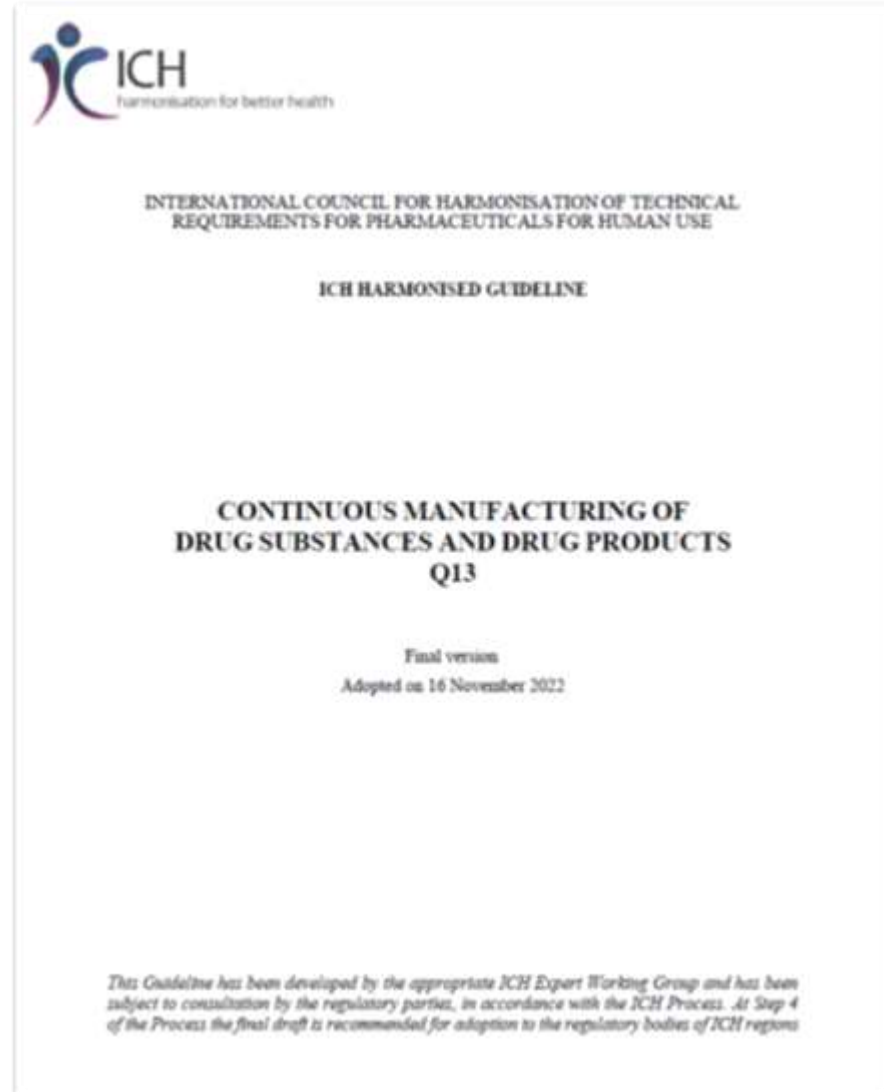 ICH
harmonisation for better health
INTERNATIONAL COUNCIL FOR HARMONISATION OF TECHNICAL
REQUIREMENTS FOR PHARMACEUTICALS FOR HUMAN USE
ICH HARMONISED GUIDELINE
CONTINUOUS MANUFACTURING OF
DRUG SUBSTANCES AND DRUG PRODUCTS
Q13
Final version
Adopted on 16 November 2022
This Guideline has been developed by the appropriate ICH Expert Working Group and has been
subject to consultation by the regulatory parties, in accordance with the ICH Process. At Step 4
of the Process the final draft is recommended for adoption to the regulatory bodies of ICH regions